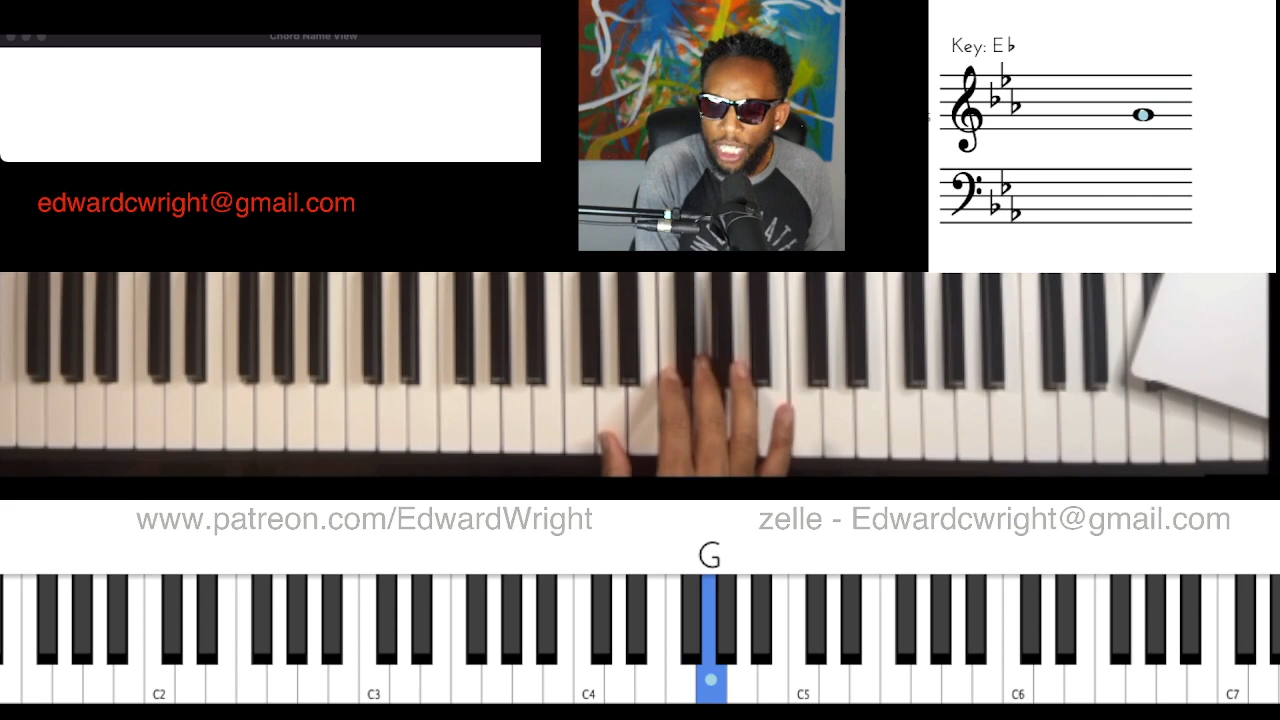 Chord Name View
Key: E♭
edwardcwright@gmail.com
www.patreon.com/EdwardWright
zelle - Edwardcwright@gmail.com
G
C2
C3
C4
C5
C6
C7